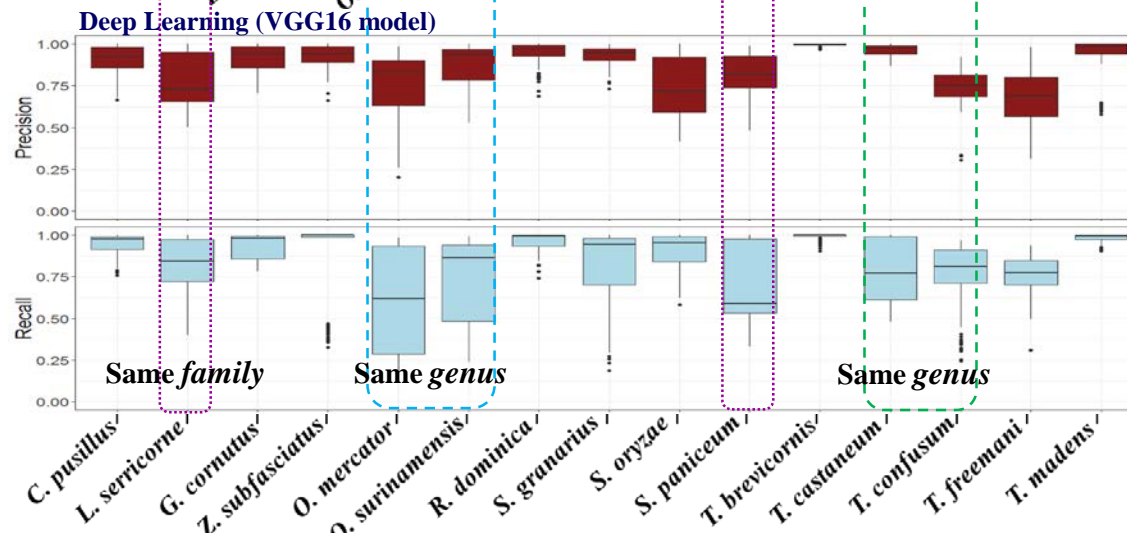 Deep Learning (VGG16 model)
1.00
0.75
0.50
0.25
0.00
Precision
1.00
0.75
0.50
0.25
0.00
Recall
Same family
Same genus
Same genus
C. pusillus
L. serricorne
G. cornutus
Z. subfasciatus
O. mercator
O. surinamensis
R. dominica
S. granarius
S. oryzae
S. paniceum
T. brevicornis
T. castaneum
T. confusum
T. freemani
T. madens